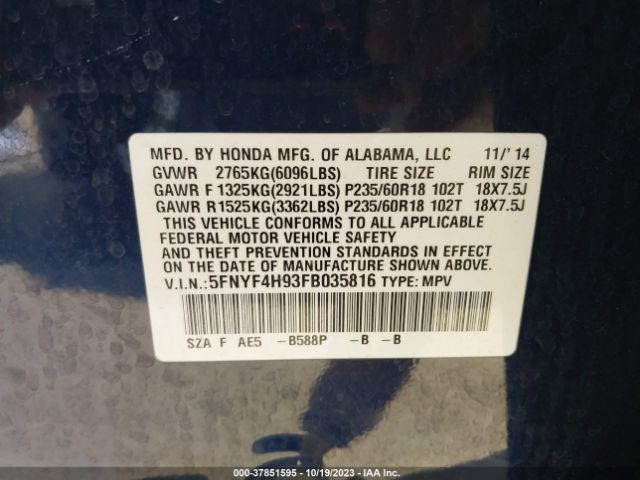 MFD. BY HONDA MFG. OF ALABAMA, LLC 11/'14
GVWR 2765KG(6096LBS) TIRE SIZE RIM SIZE
GAWR F 1325KG(2921LBS) P235/60R18 102T 18X7.5J
GAWR R 1525KG(3362LBS) P235/60R18 102T 18X7.5J
THIS VEHICLE CONFORMS TO ALL APPLICABLE
FEDERAL MOTOR VEHICLE SAFETY
AND THEFT PREVENTION STANDARDS IN EFFECT
ON THE DATE OF MANUFACTURE SHOWN ABOVE.
V.I.N.:5FNYF4H93FB035816 TYPE: MPV
SZA F AE5 -B588P -B -B
000-37851595 - 10/19/2023 - IAA Inc.